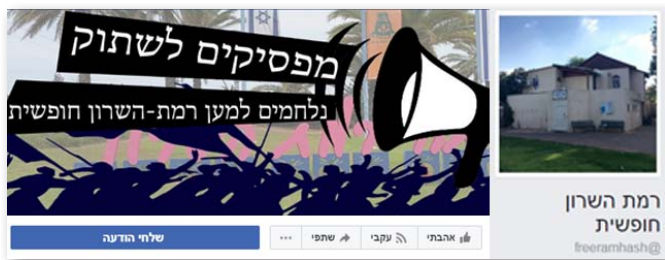 מפסיקים לשתוק
נלחמים למען רמת-השרון חופשית
רמת השרון
חופשית
@freeramhash
אהבתי
עקבי
שתפי
...
שלחי הודעה